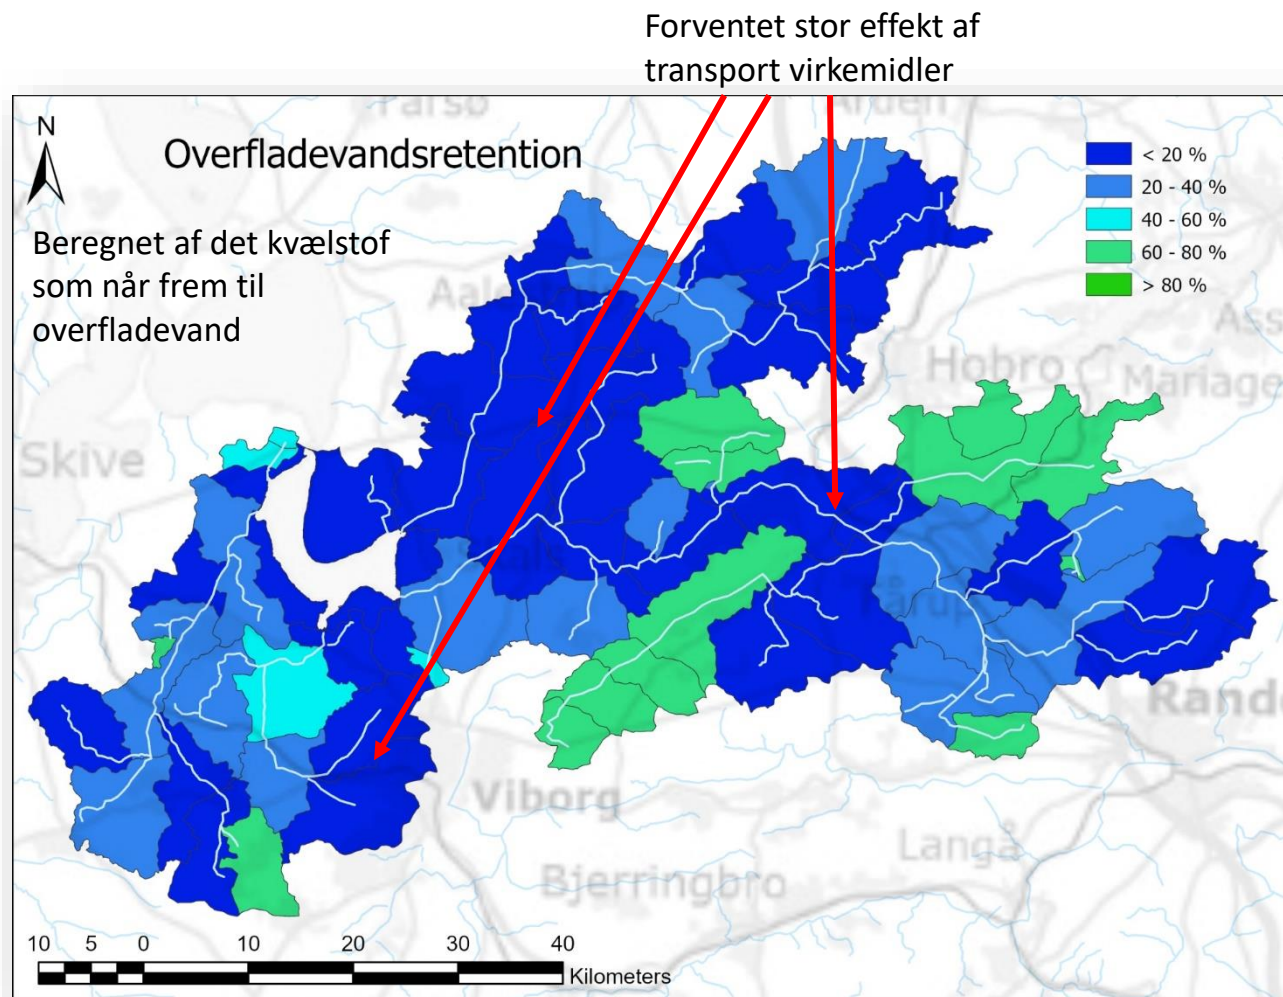 Forventet stor effekt af
transport virkemidler
Arden
N
Overfladevandsretention
< 20 %
20 - 40 %
40 - 60 %
60 - 80 %
> 80 %
Beregnet af det kvælstof
som når frem til
overfladevand
Hobro
Mariage
Skive
Tårup
Viborg
Langå
Bjerringbro
10 5 0 10 20 30 40
Kilometers